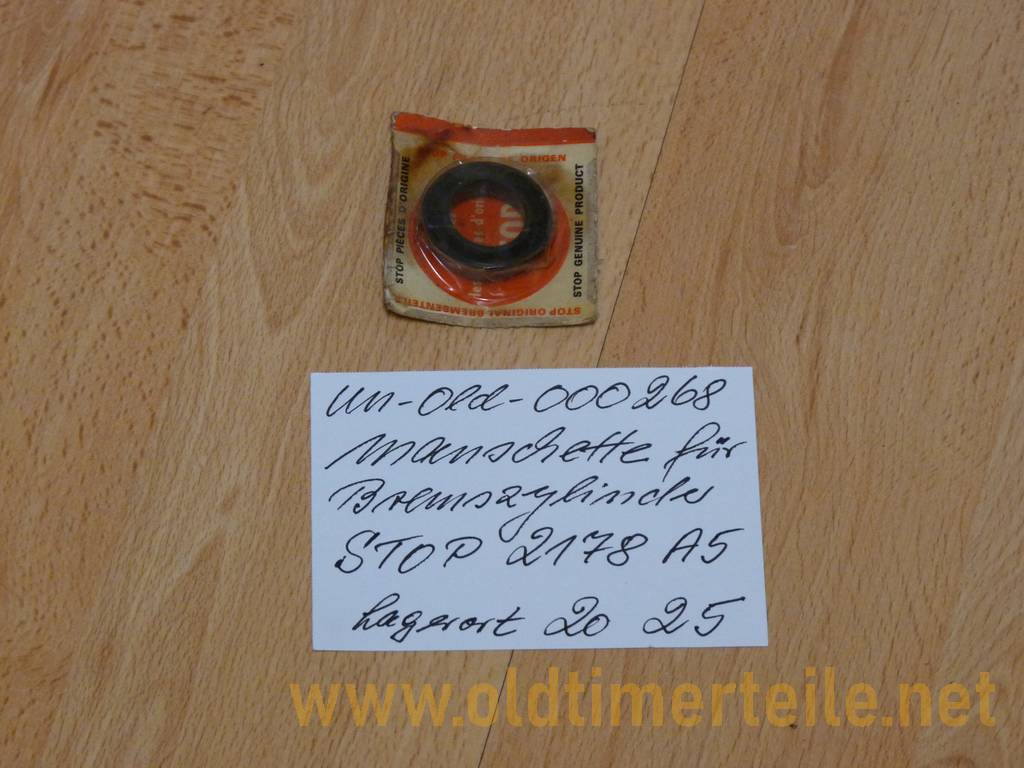 ORIGEN
STOP PIÈCES D'ORIGINE
STOP GENUINE PRODUCT
STOP ORIGINAL BREMSENTEILE
un-Old-000268
Manschette für
Bremszylinder
STOP 2178 A5
Lagerort 20 25
www.oldtimerteile.net